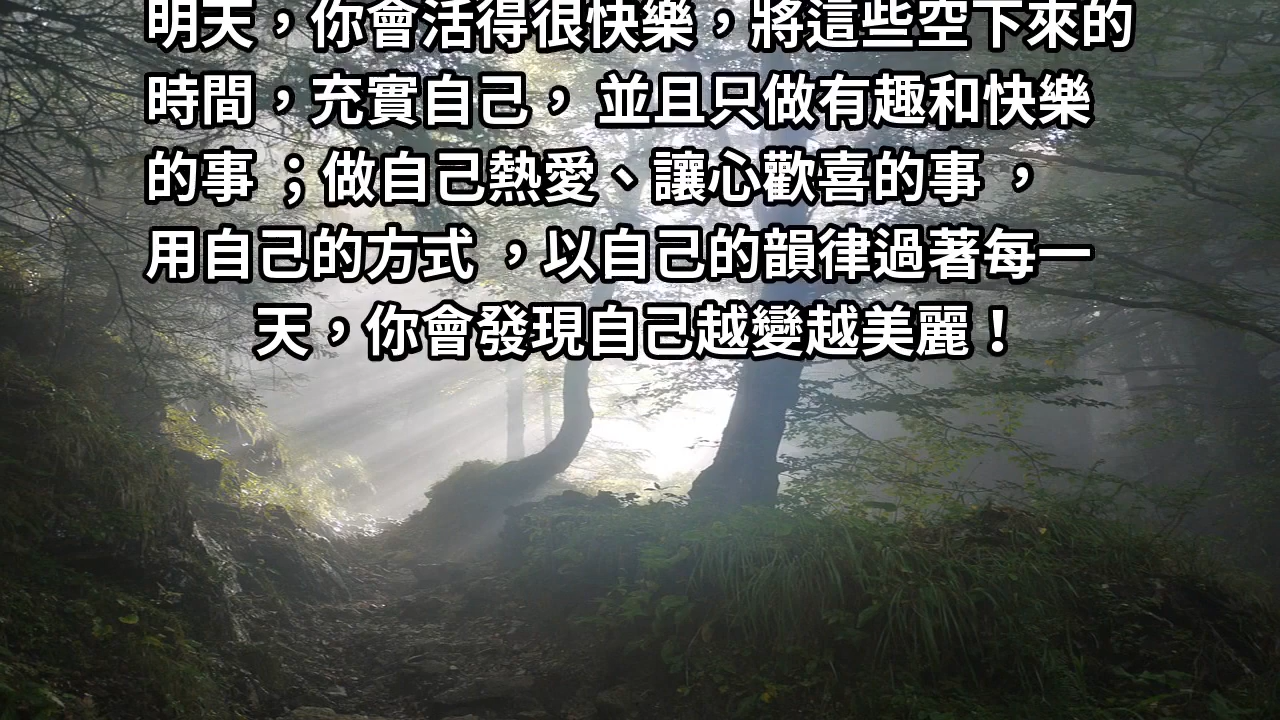 明天，你會活得很快樂，將這些空下來的
時間，充實自己， 並且只做有趣和快樂
的事 ；做自己熱愛、讓心歡喜的事 ，
用自己的方式 ，以自己的韻律過著每一
天，你會發現自己越變越美麗！